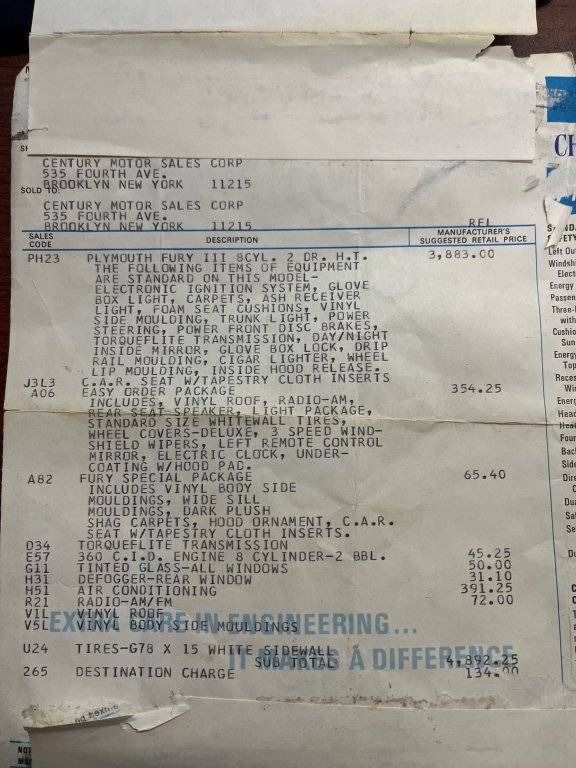 CENTURY MOTOR SALES CORP
535 FOURTH AVE.
BROOKLYN NEW YORK 11215
SOLD TO:
CENTURY MOTOR SALES CORP
535 FOURTH AVE.
BROOKLYN NEW YORK 11215 RFL
SALES CODE DESCRIPTION MANUFACTURER'S SUGGESTED RETAIL PRICE
PH23 PLYMOUTH FURY III 8CYL. 2 DR. H.T. 3,883.00
THE FOLLOWING ITEMS OF EQUIPMENT
ARE STANDARD ON THIS MODEL-
ELECTRONIC IGNITION SYSTEM, GLOVE
BOX LIGHT, CARPETS, ASH RECEIVER
LIGHT, FOAM SEAT CUSHIONS, VINYL
SIDE MOULDING, TRUNK LIGHT, POWER
STEERING, POWER FRONT DISC BRAKES,
TORQUEFLITE TRANSMISSION, DAY/NIGHT
INSIDE MIRROR, GLOVE BOX LOCK, DRIP
RAIL MOULDING, CIGAR LIGHTER, WHEEL
LIP MOULDING, INSIDE HOOD RELEASE.
J3L3 C.A.R. SEAT W/TAPESTRY CLOTH INSERTS
A06 EASY ORDER PACKAGE 354.25
INCLUDES, VINYL ROOF, RADIO-AM,
REAR SEAT SPEAKER, LIGHT PACKAGE,
STANDARD SIZE WHITEWALL TIRES,
WHEEL COVERS-DELUXE, 3 SPEED WIND-
SHIELD WIPERS, LEFT REMOTE CONTROL
MIRROR, ELECTRIC CLOCK, UNDER-
COATING W/HOOD PAD.
A82 FURY SPECIAL PACKAGE 65.40
INCLUDES VINYL BODY SIDE
MOULDINGS, WIDE SILL
MOULDINGS, DARK PLUSH
SHAG CARPETS, HOOD ORNAMENT, C.A.R.
SEAT W/TAPESTRY CLOTH INSERTS.
D34 TORQUEFLITE TRANSMISSION
E57 360 C.I.D. ENGINE 8 CYLINDER-2 BBL. 45.25
G11 TINTED GLASS-ALL WINDOWS 50.00
H31 DEFOGGER-REAR WINDOW 31.10
H51 AIR CONDITIONING 391.25
R21 RADIO-AM/FM 72.00
V1L VINYL ROOF
EXTRA CARE IN ENGINEERING...
V5L VINYL BODY SIDE MOULDINGS
U24 TIRES-G78 X 15 WHITE SIDEWALL
IT MAKES A DIFFERENCE
SUB TOTAL 4,892.25
265 DESTINATION CHARGE 134.00